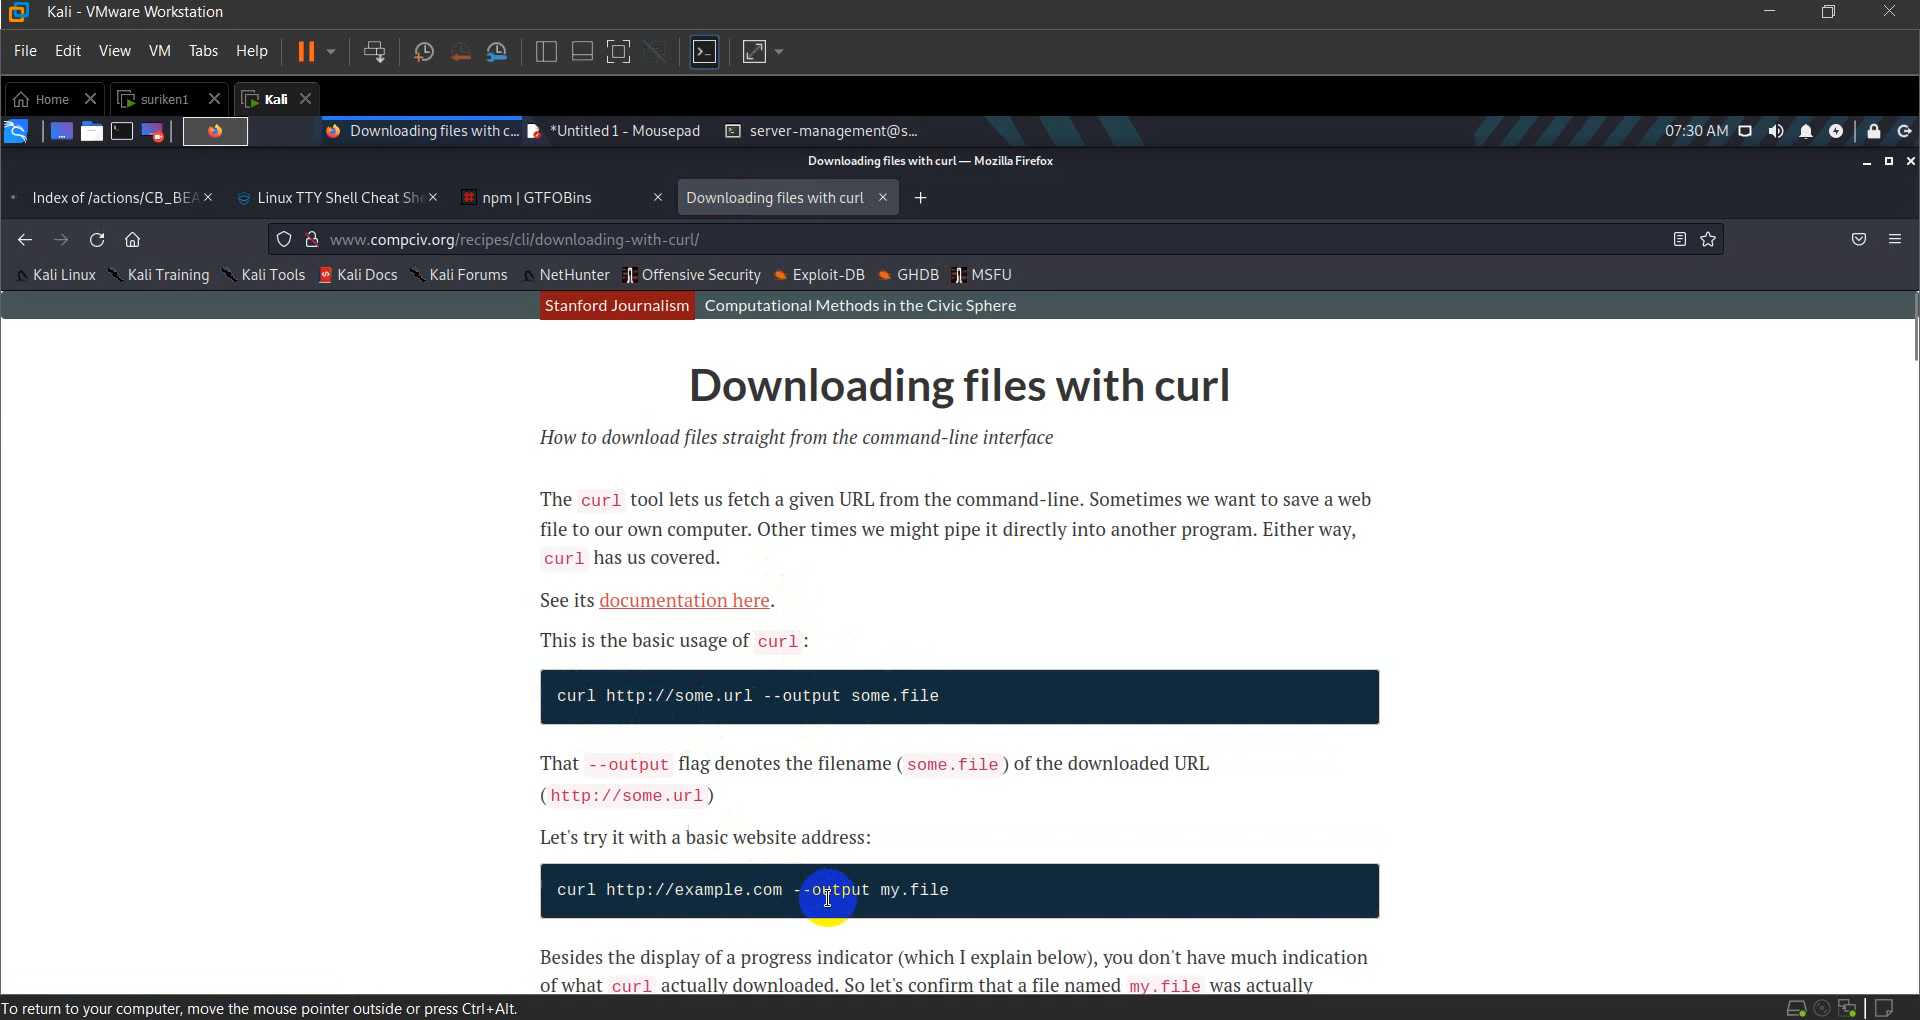 Kali - VMware Workstation
File Edit View VM Tabs Help
Home suriken1 Kali
Downloading files with c... *Untitled 1 - Mousepad server-management@s... 07:30 AM
Downloading files with curl — Mozilla Firefox
Index of /actions/CB_BEA Linux TTY Shell Cheat She npm | GTFOBins Downloading files with curl
www.compciv.org/recipes/cli/downloading-with-curl/
Kali Linux Kali Training Kali Tools Kali Docs Kali Forums NetHunter Offensive Security Exploit-DB GHDB MSFU
Stanford Journalism Computational Methods in the Civic Sphere
Downloading files with curl
How to download files straight from the command-line interface
The curl tool lets us fetch a given URL from the command-line. Sometimes we want to save a web
file to our own computer. Other times we might pipe it directly into another program. Either way,
curl has us covered.
See its documentation here.
This is the basic usage of curl:
curl http://some.url --output some.file
That --output flag denotes the filename (some.file) of the downloaded URL
(http://some.url)
Let's try it with a basic website address:
curl http://example.com --output my.file
Besides the display of a progress indicator (which I explain below), you don't have much indication
of what curl actually downloaded. So let's confirm that a file named my.file was actually
To return to your computer, move the mouse pointer outside or press Ctrl+Alt.